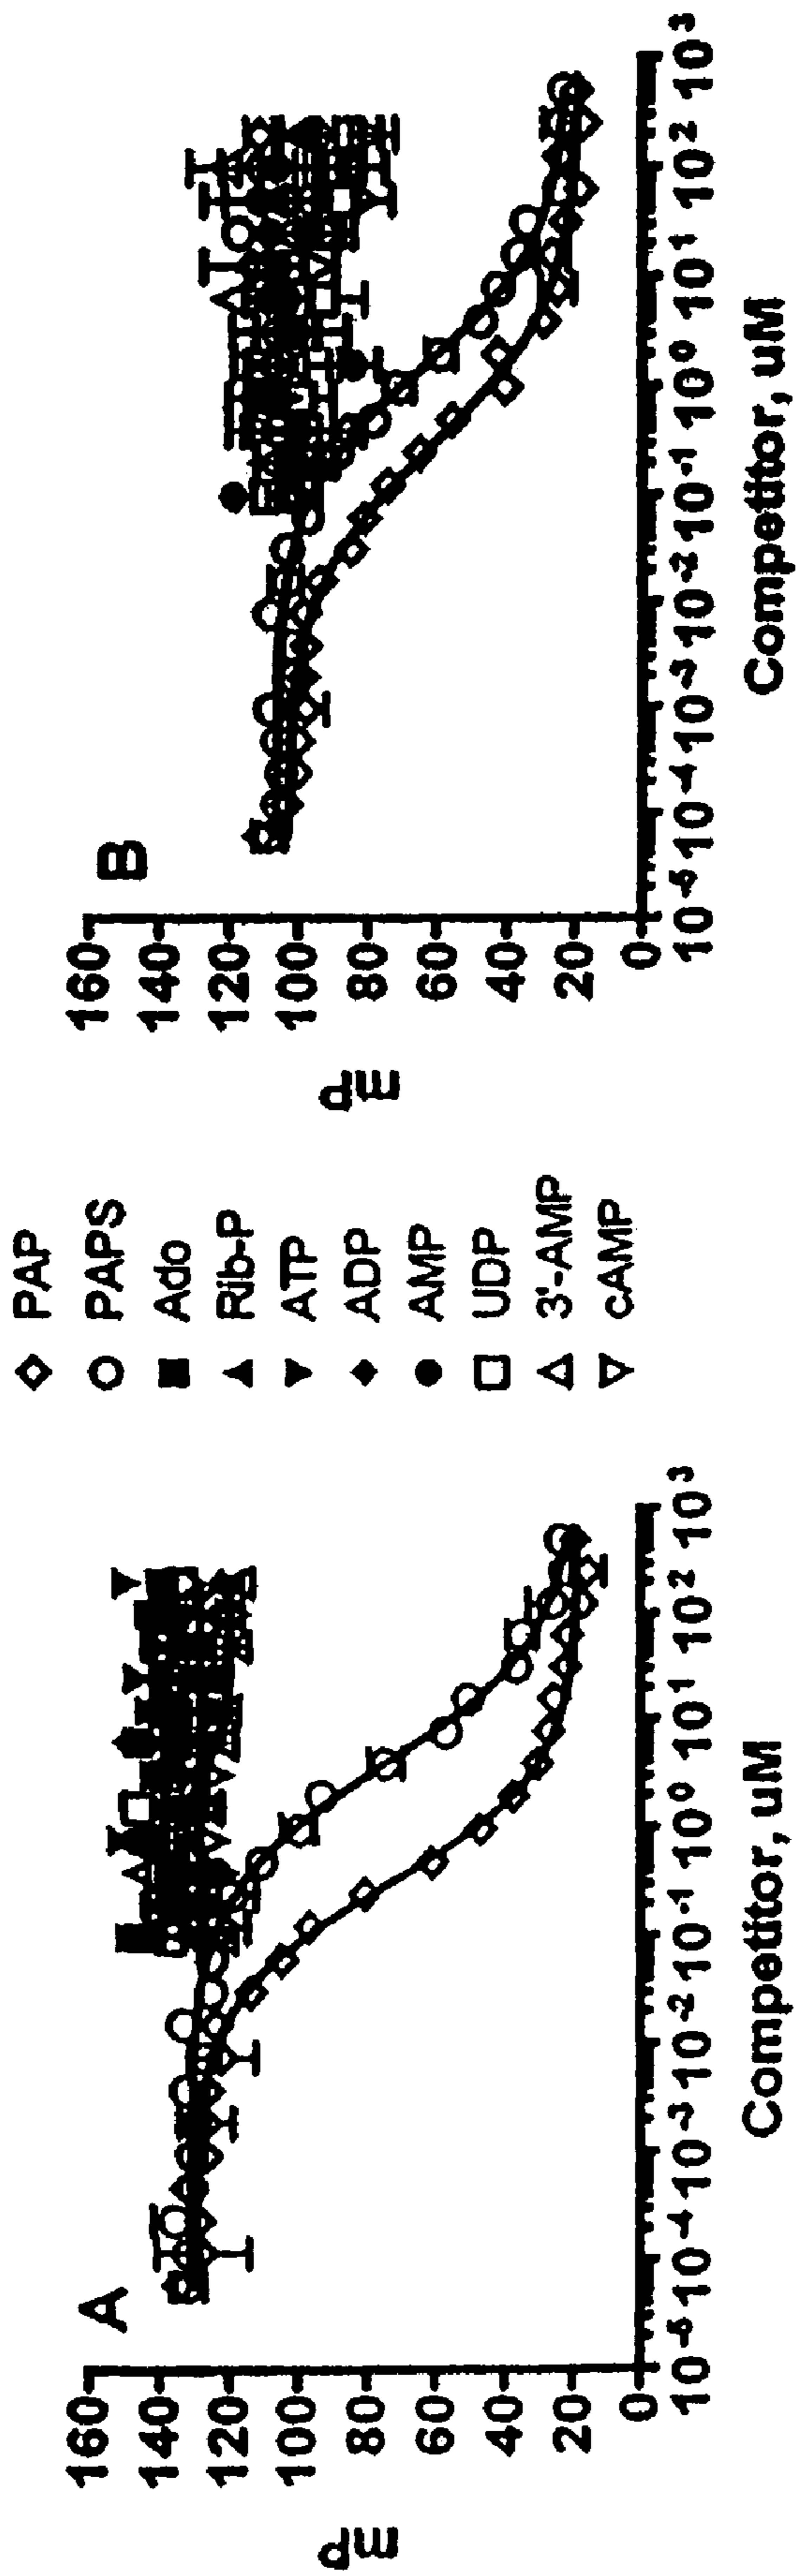 A
mP
160
140
120
100
80
60
40
20
0
10⁻⁵ 10⁻⁴ 10⁻³ 10⁻² 10⁻¹ 10⁰ 10¹ 10² 10³
Competitor, uM
PAP
PAPS
Ado
Rib-P
ATP
ADP
AMP
UDP
3'-AMP
cAMP
B
mP
160
140
120
100
80
60
40
20
0
10⁻⁵ 10⁻⁴ 10⁻³ 10⁻² 10⁻¹ 10⁰ 10¹ 10² 10³
Competitor, uM